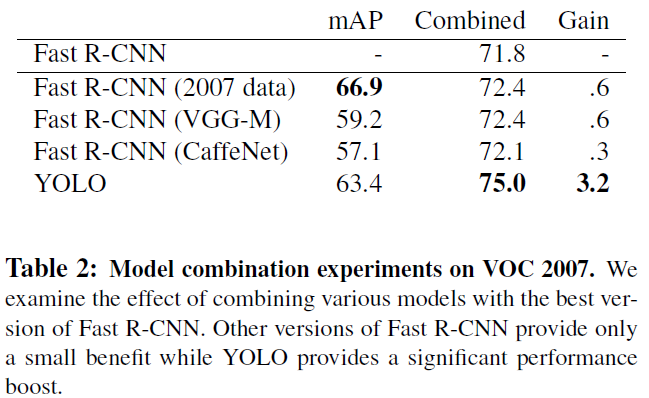 mAP Combined Gain
Fast R-CNN - 71.8 -
Fast R-CNN (2007 data) 66.9 72.4 .6
Fast R-CNN (VGG-M) 59.2 72.4 .6
Fast R-CNN (CaffeNet) 57.1 72.1 .3
YOLO 63.4 75.0 3.2
Table 2: Model combination experiments on VOC 2007. We
examine the effect of combining various models with the best ver-
sion of Fast R-CNN. Other versions of Fast R-CNN provide only
a small benefit while YOLO provides a significant performance
boost.